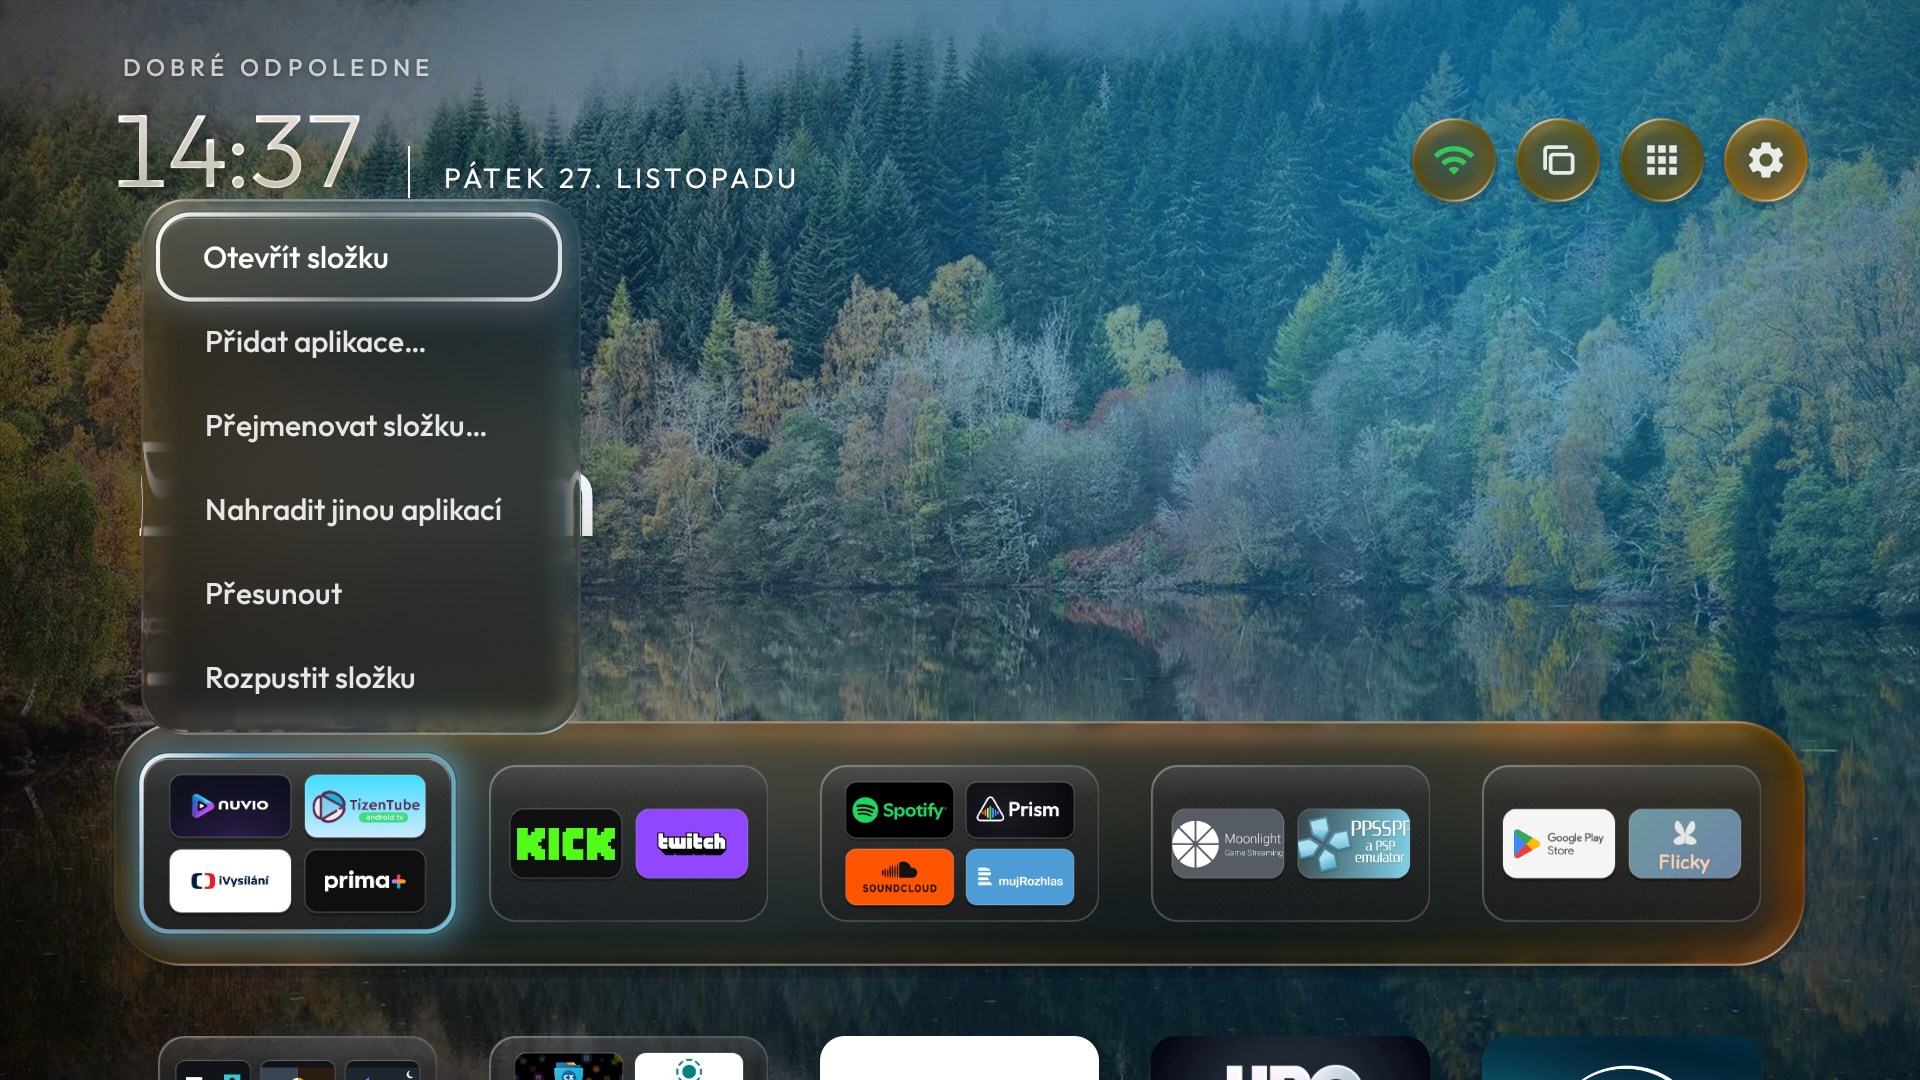 DOBRÉ ODPOLEDNE
14:37
PÁTEK 27. LISTOPADU
Otevřít složku
Přidat aplikace...
Přejmenovat složku...
Nahradit jinou aplikací
Přesunout
Rozpustit složku
nuvio
TizenTube
android tv
iVysílání
prima+
KICK
twitch
Spotify
Prism
SOUNDCLOUD
mujRozhlas
Moonlight
Game Streaming
PPSSPP
a PSP
emulator
Google Play
Store
Flicky
CX
HBO